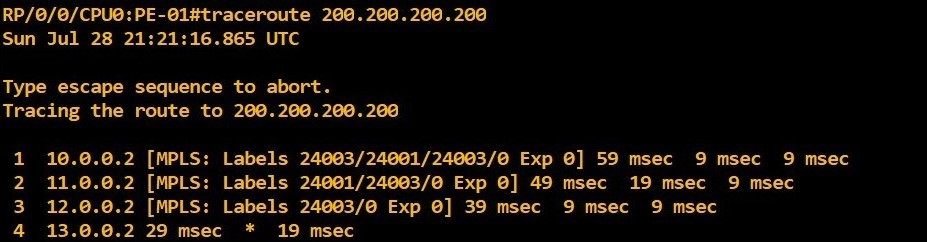 RP/0/0/CPU0:PE-01#traceroute 200.200.200.200
Sun Jul 28 21:21:16.865 UTC
Type escape sequence to abort.
Tracing the route to 200.200.200.200
1 10.0.0.2 [MPLS: Labels 24003/24001/24003/0 Exp 0] 59 msec 9 msec 9 msec
2 11.0.0.2 [MPLS: Labels 24001/24003/0 Exp 0] 49 msec 19 msec 9 msec
3 12.0.0.2 [MPLS: Labels 24003/0 Exp 0] 39 msec 9 msec 9 msec
4 13.0.0.2 29 msec * 19 msec